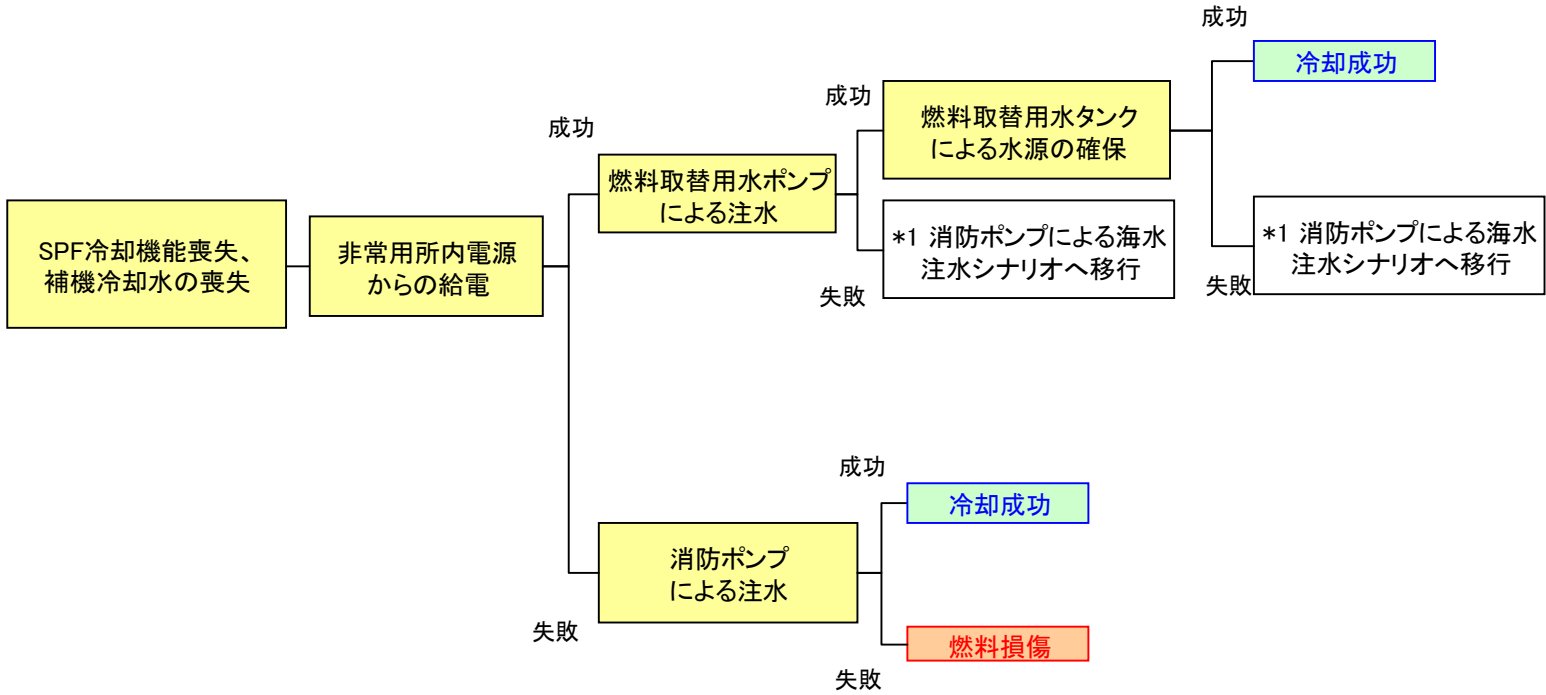 SPF冷却機能喪失、
補機冷却水の喪失
非常用所内電源
からの給電
成功
燃料取替用水ポンプ
による注水
成功
燃料取替用水タンク
による水源の確保
成功
冷却成功
失敗
*1 消防ポンプによる海水
注水シナリオへ移行
失敗
*1 消防ポンプによる海水
注水シナリオへ移行
失敗
消防ポンプ
による注水
成功
冷却成功
失敗
燃料損傷